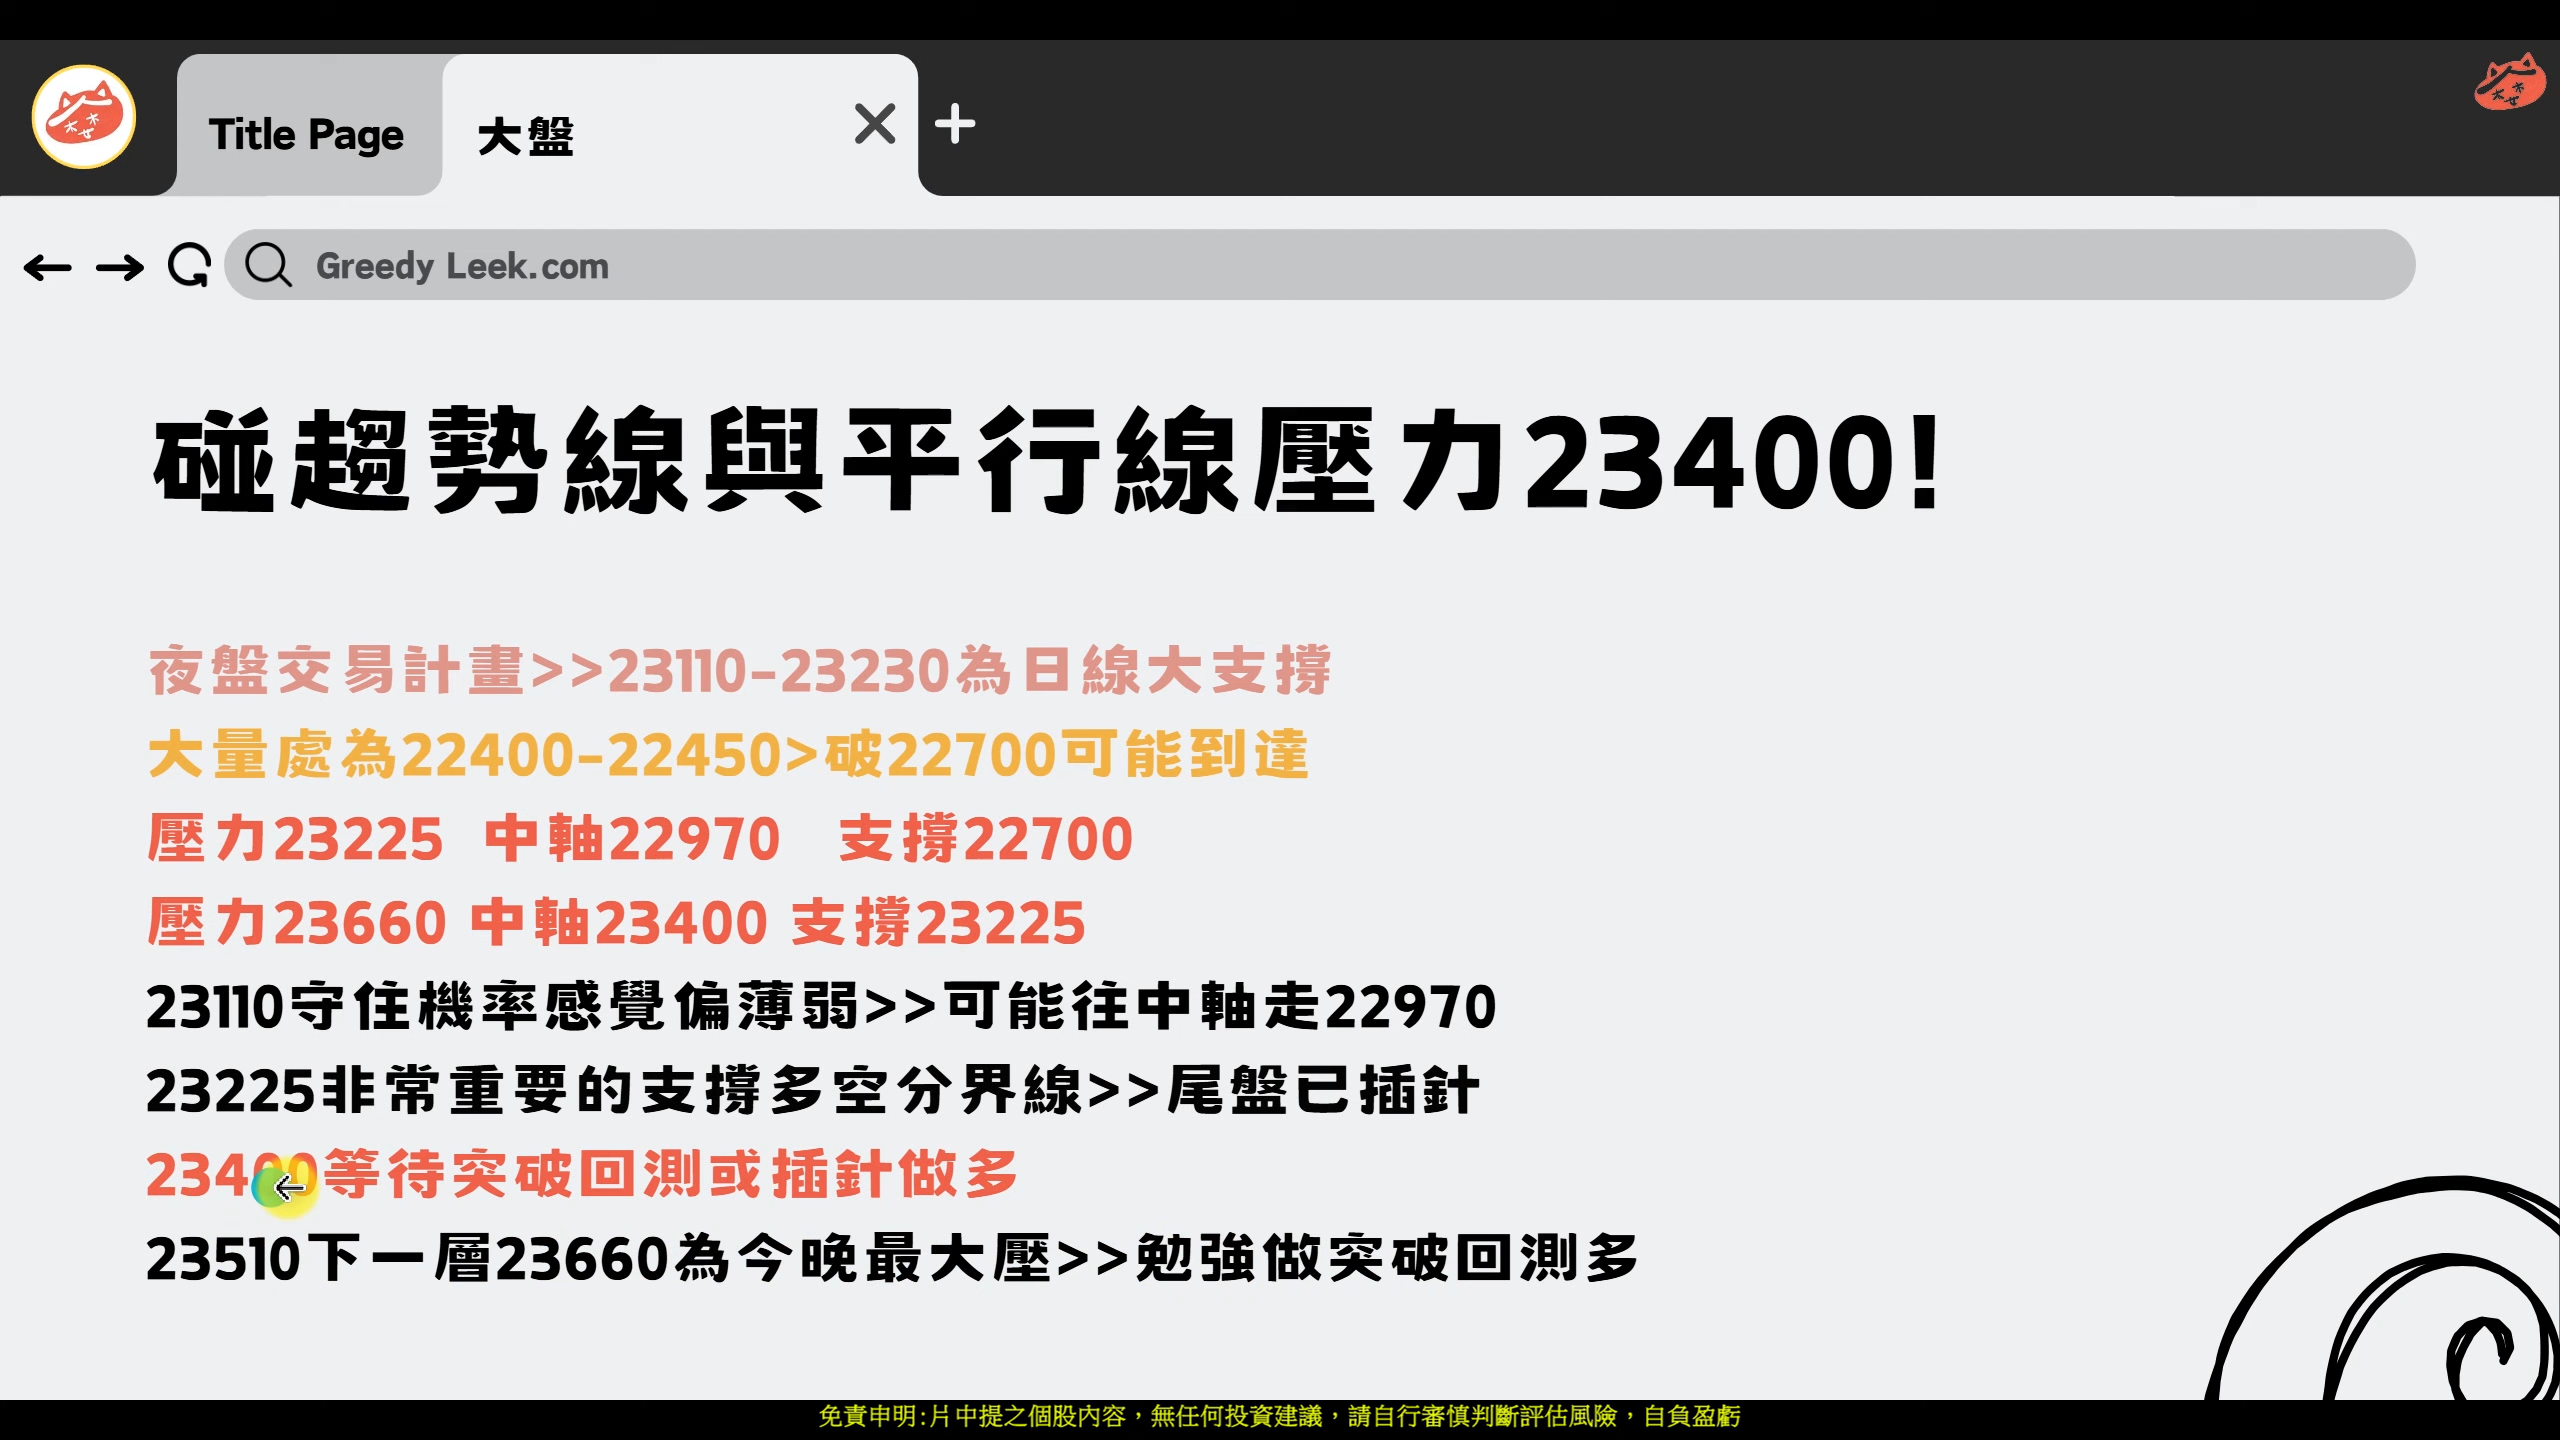 Title Page
大盤
Greedy Leek.com
碰趨勢線與平行線壓力23400!
夜盤交易計畫>>23110-23230為日線大支撐
大量處為22400-22450>破22700可能到達
壓力23225 中軸22970 支撐22700
壓力23660 中軸23400 支撐23225
23110守住機率感覺偏薄弱>>可能往中軸走22970
23225非常重要的支撐多空分界線>>尾盤已插針
23400等待突破回測或插針做多
23510下一層23660為今晚最大壓>>勉強做突破回測多
免責申明:片中提之個股內容，無任何投資建議，請自行審慎判斷評估風險，自負盈虧